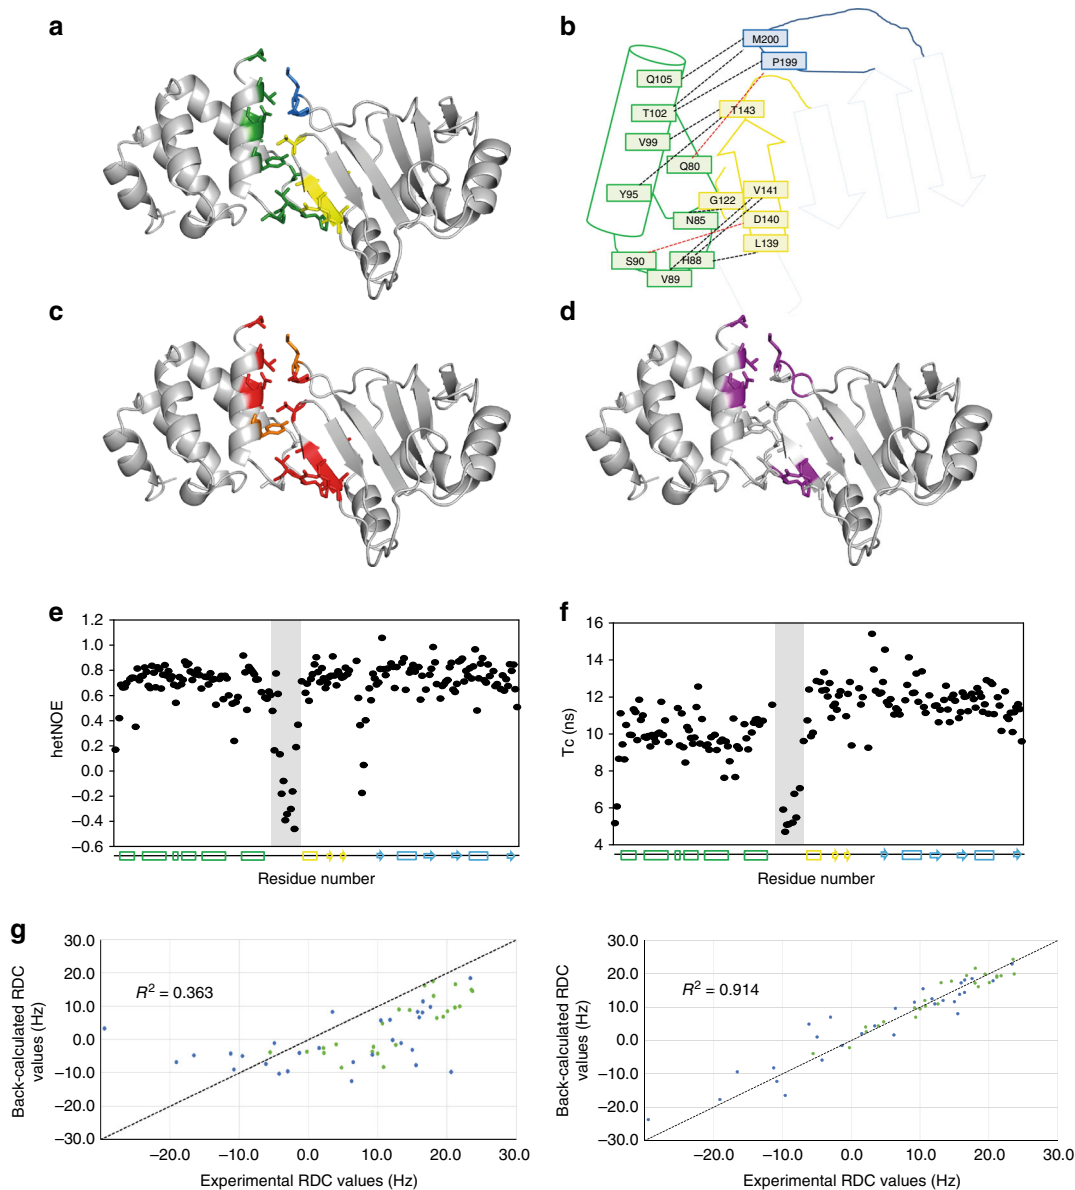 a
b
M200
P199
Q105
T102
T143
V99
Q80
Y95
V141
G122
N85
D140
L139
S90
H88
V89
c
d
e
1.2
1.0
0.8
0.6
0.4
0.2
0.0
–0.2
–0.4
–0.6
hetNOE
Residue number
f
16
14
12
10
8
6
4
Tc (ns)
Residue number
g
30.0
20.0
10.0
0.0
–10.0
–20.0
–30.0
Back-calculated RDC
values (Hz)
R² = 0.363
–20.0 –10.0 0.0 10.0 20.0 30.0
Experimental RDC values (Hz)
30.0
20.0
10.0
0.0
–10.0
–20.0
–30.0
Back-calculated RDC
values (Hz)
R² = 0.914
–20.0 –10.0 0.0 10.0 20.0 30.0
Experimental RDC values (Hz)